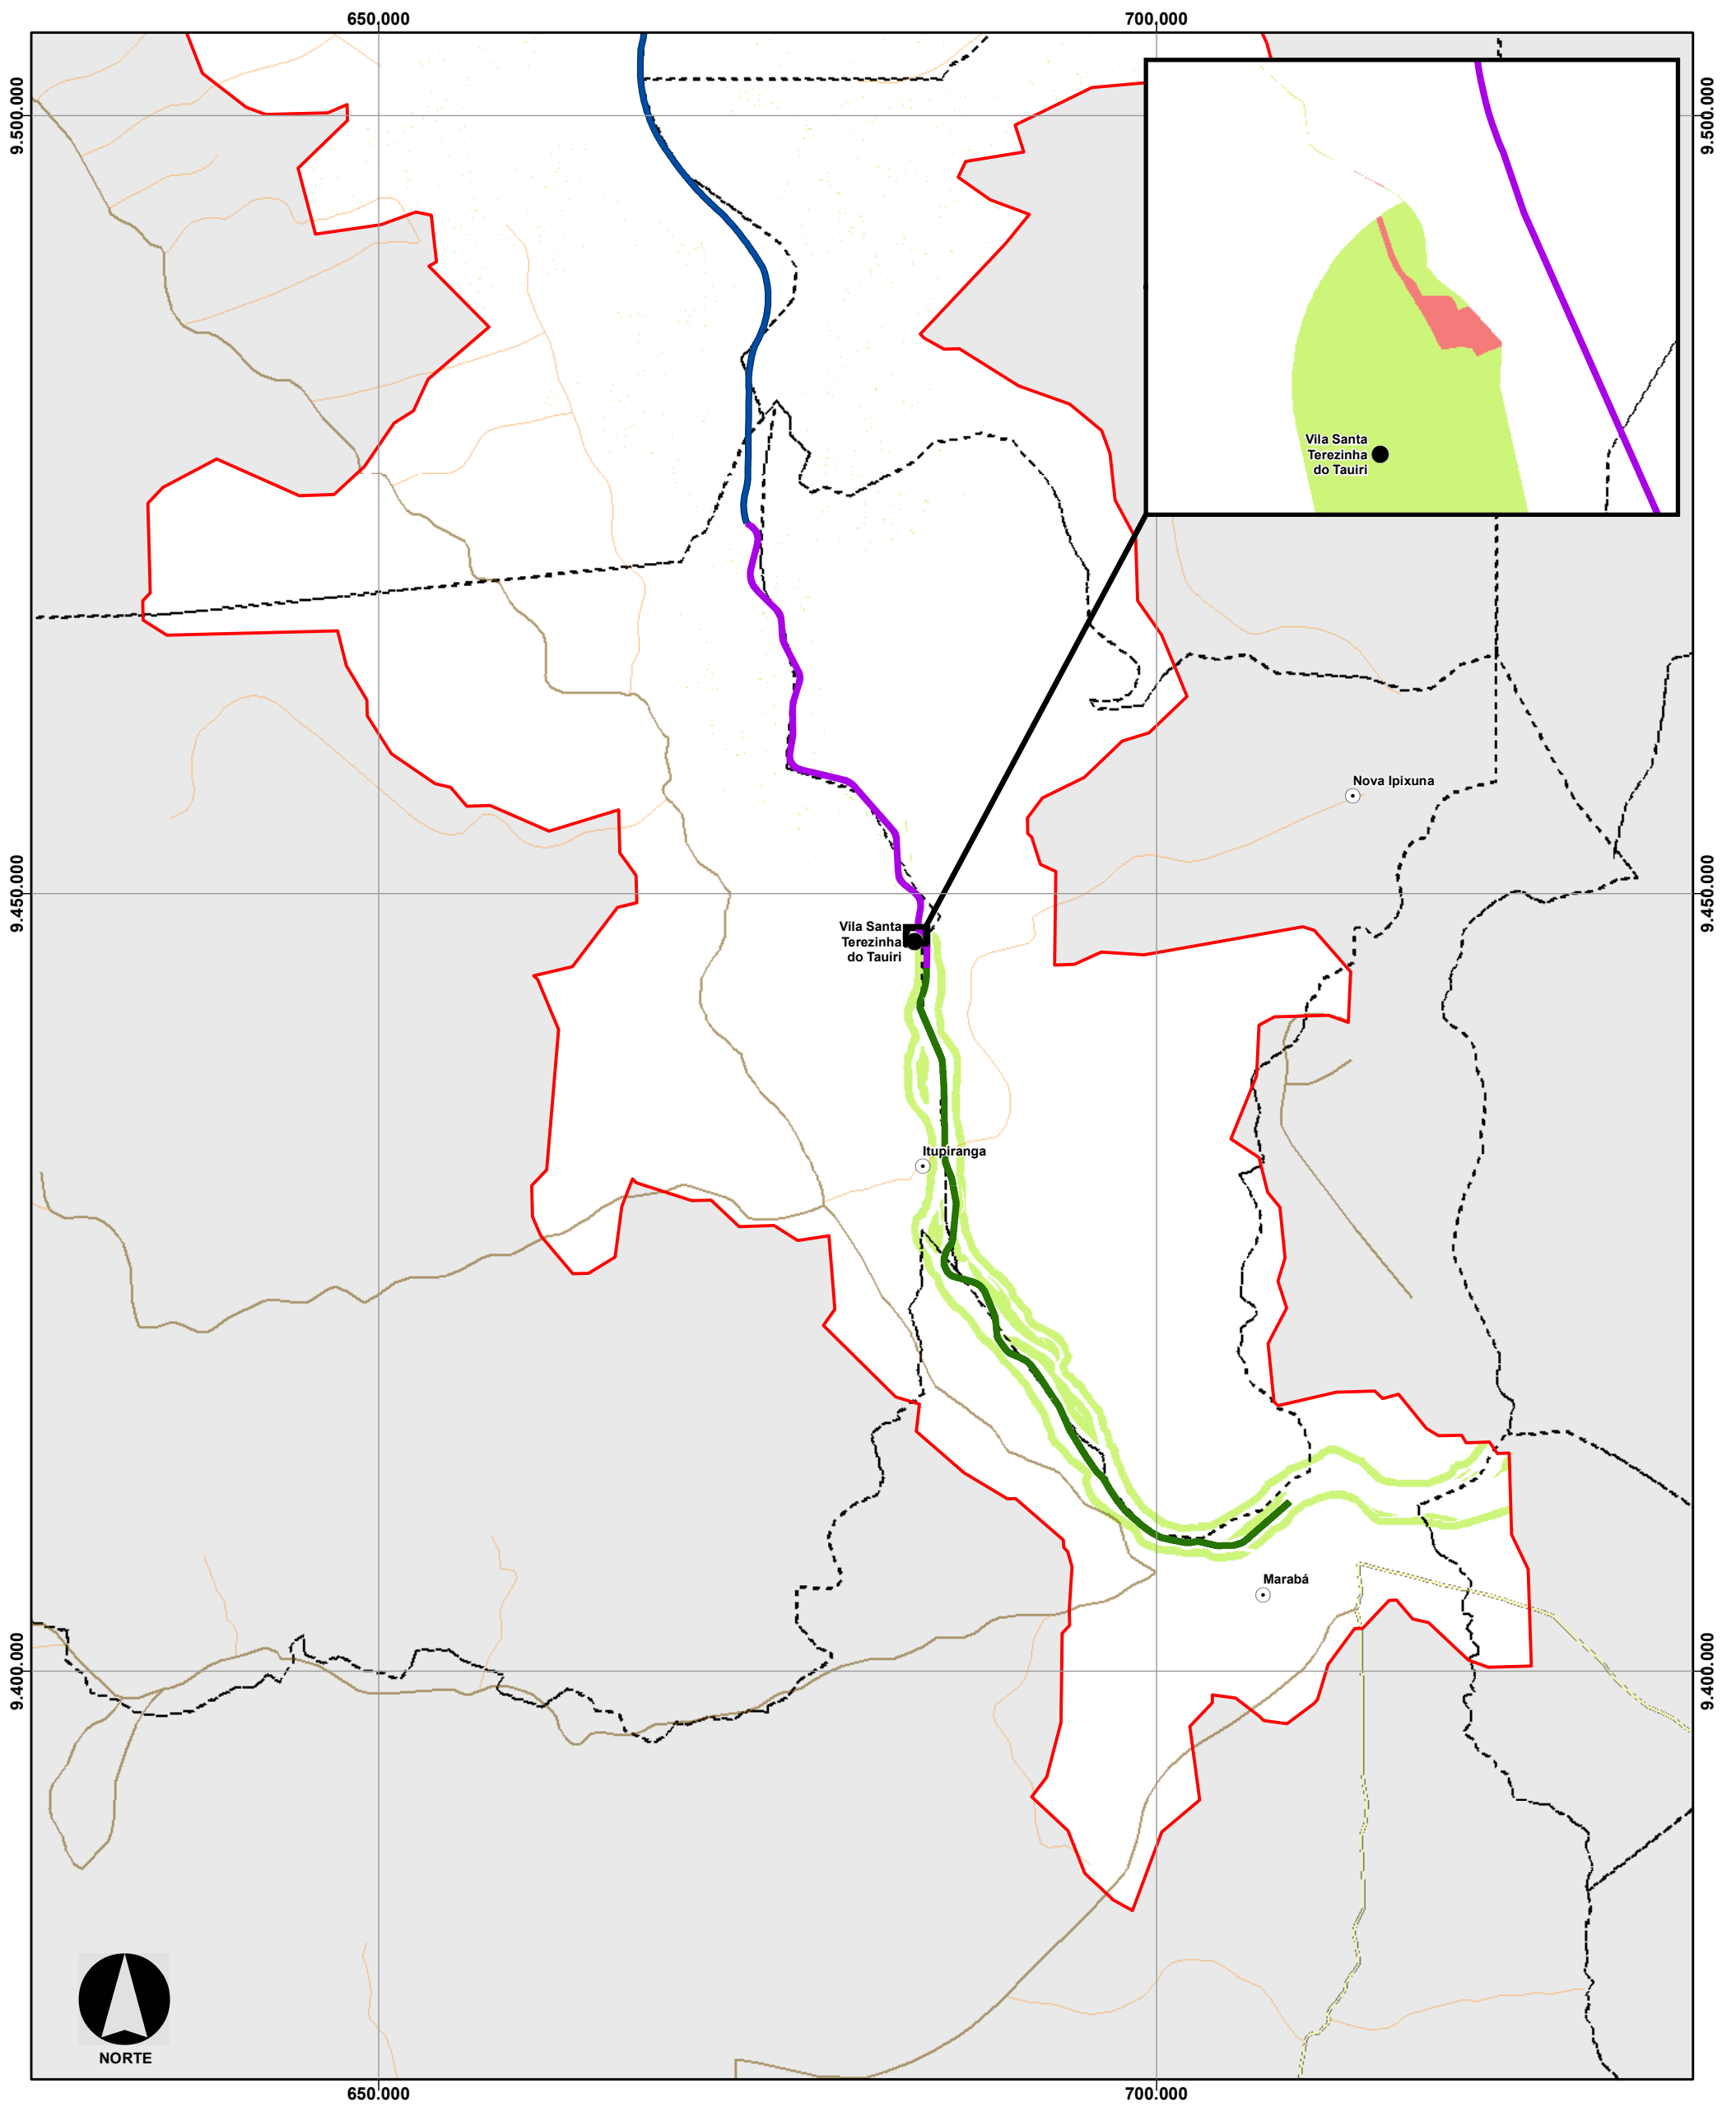 650.000
700.000
9.500.000
9.500.000
Vila Santa
Terezinha
do Tauiri
Nova Ipixuna
9.450.000
9.450.000
Vila Santa
Terezinha
do Tauiri
Itupiranga
Marabá
9.400.000
9.400.000
NORTE
650.000
700.000